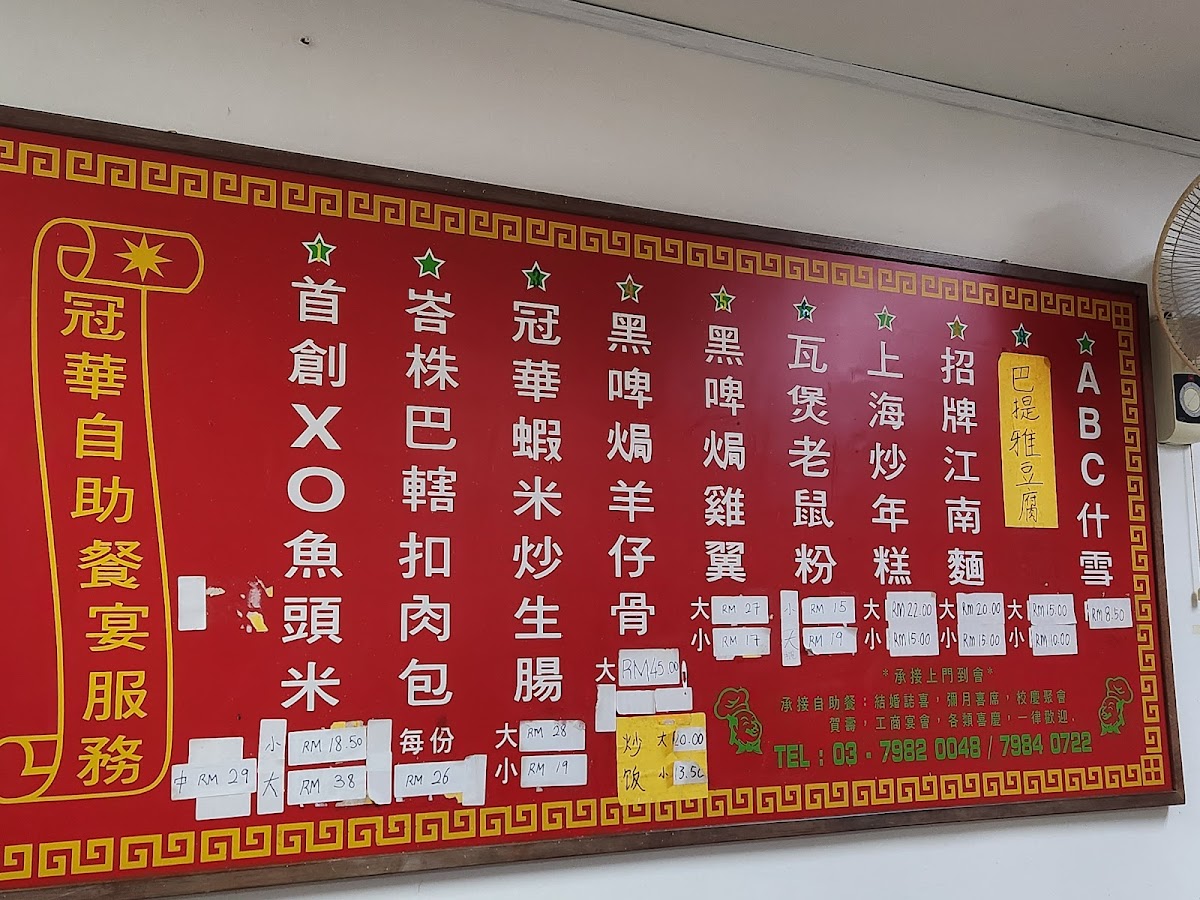 冠華自助餐宴服務
1
首創XO魚頭米
中 RM 29
小 RM 18.50
大 RM 38
峇株巴轄扣肉包
每份
RM 26
冠華蝦米炒生腸
大 RM 28
小 RM 19
黑啤焗羊仔骨
大 RM45.00
炒饭
大
小
5
黑啤焗雞翼
大 RM 27
小 RM 17
6
瓦煲老鼠粉
小 RM 15
大 RM 19
上海炒年糕
大 RM 22.00
小 RM 15.00
招牌江南麵
大 RM 20.00
小 RM 15.00
巴提雅豆腐
大 RM 15.00
小 RM 10.00
ABC什雪
RM 8.50
*承接上門到會*
承接自助餐：結婚誌喜，彌月喜席，校慶聚會
賀壽，工商宴會，各類喜慶，一律歡迎.
TEL : 03 - 7982 0048 / 7984 0722